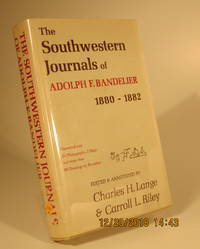 The
Southwestern
Journals of
ADOLPH F. BANDELIER
1880 - 1882
EDITED & ANNOTATED BY
Charles H. Lange
& Carroll L. Riley
THE SOUTHWESTERN JOURNALS
12/29/2018 14:43